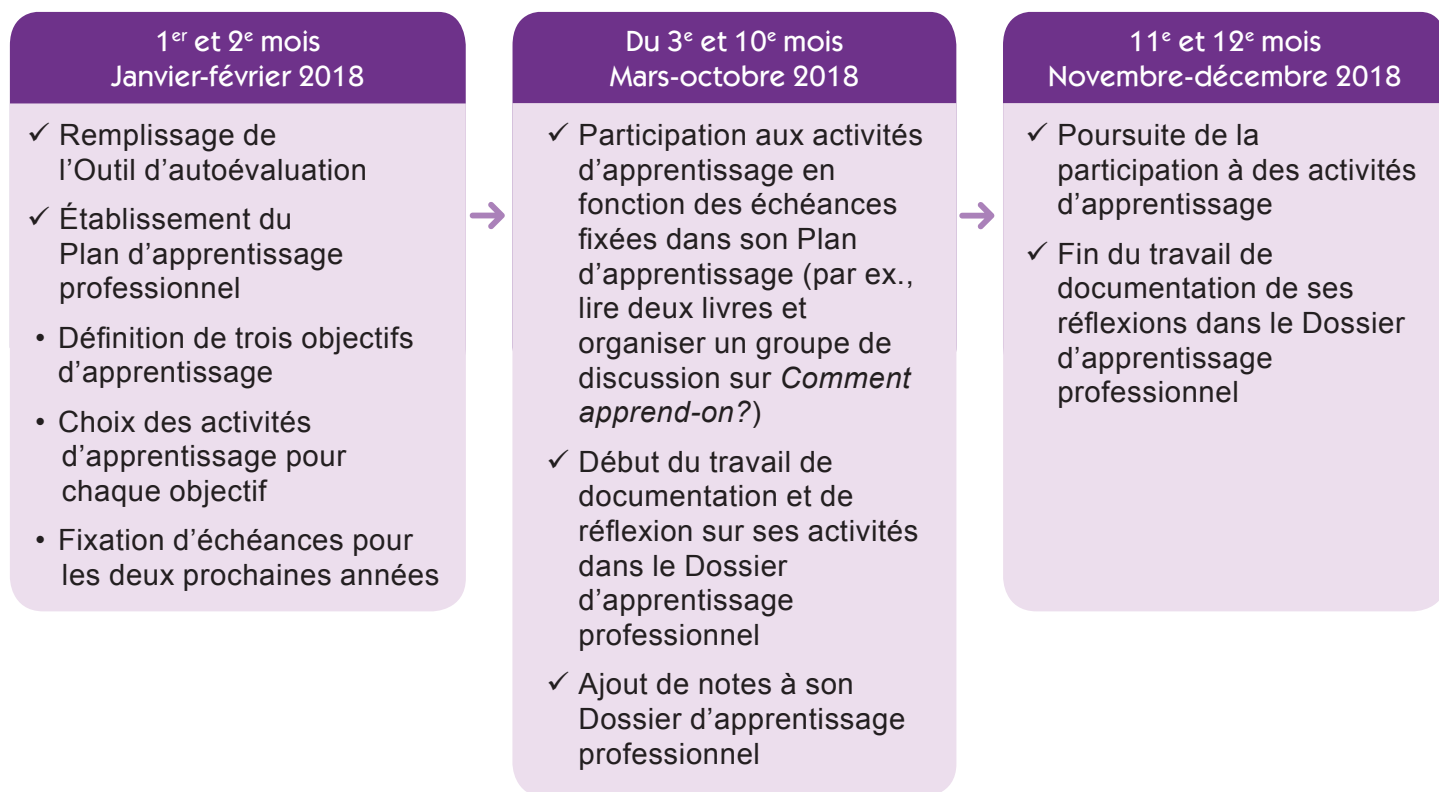 1er et 2e mois
Janvier-février 2018
✓ Remplissage de
l’Outil d’autoévaluation
✓ Établissement du
Plan d’apprentissage
professionnel
• Définition de trois objectifs
d’apprentissage
• Choix des activités
d’apprentissage pour
chaque objectif
• Fixation d’échéances pour
les deux prochaines années
Du 3e et 10e mois
Mars-octobre 2018
✓ Participation aux activités
d’apprentissage en
fonction des échéances
fixées dans son Plan
d’apprentissage (par ex.,
lire deux livres et
organiser un groupe de
discussion sur Comment
apprend-on?)
✓ Début du travail de
documentation et de
réflexion sur ses activités
dans le Dossier
d’apprentissage
professionnel
✓ Ajout de notes à son
Dossier d’apprentissage
professionnel
11e et 12e mois
Novembre-décembre 2018
✓ Poursuite de la
participation à des activités
d’apprentissage
✓ Fin du travail de
documentation de ses
réflexions dans le Dossier
d’apprentissage
professionnel